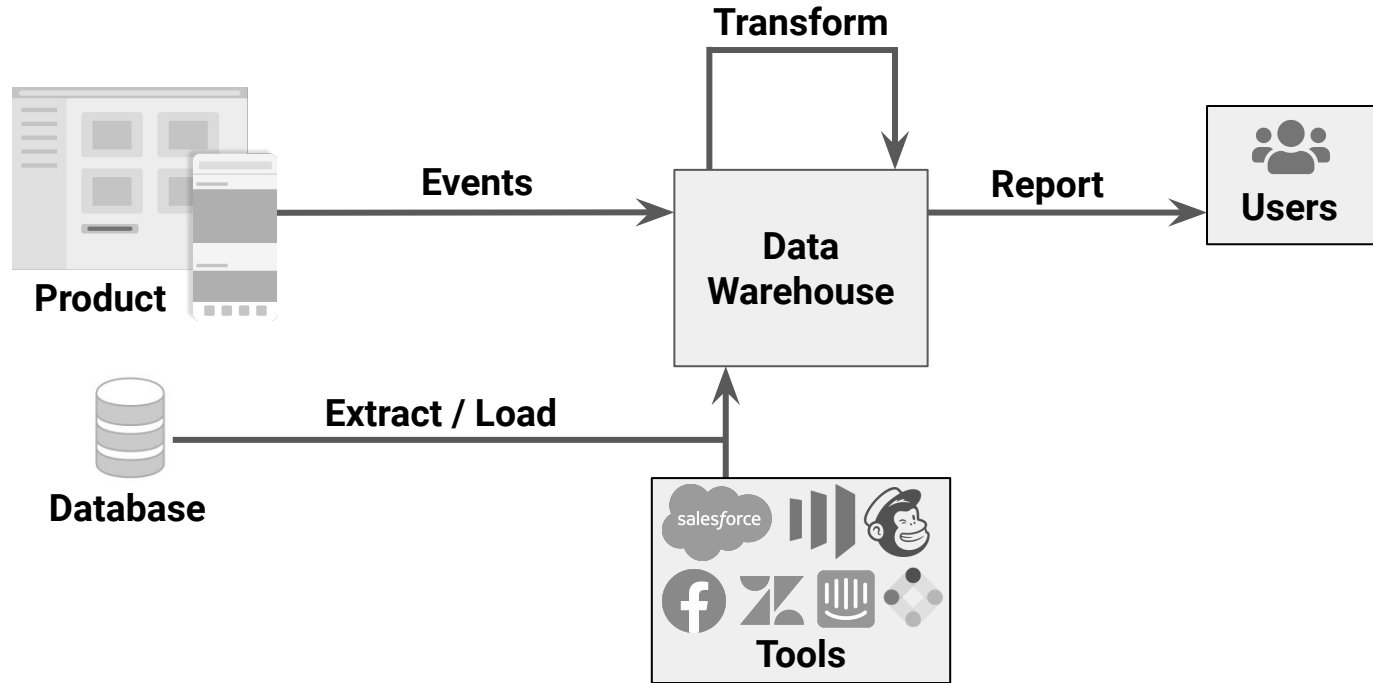 Transform
Events
Report
Users
Data
Warehouse
Product
Extract / Load
Database
salesforce
Tools